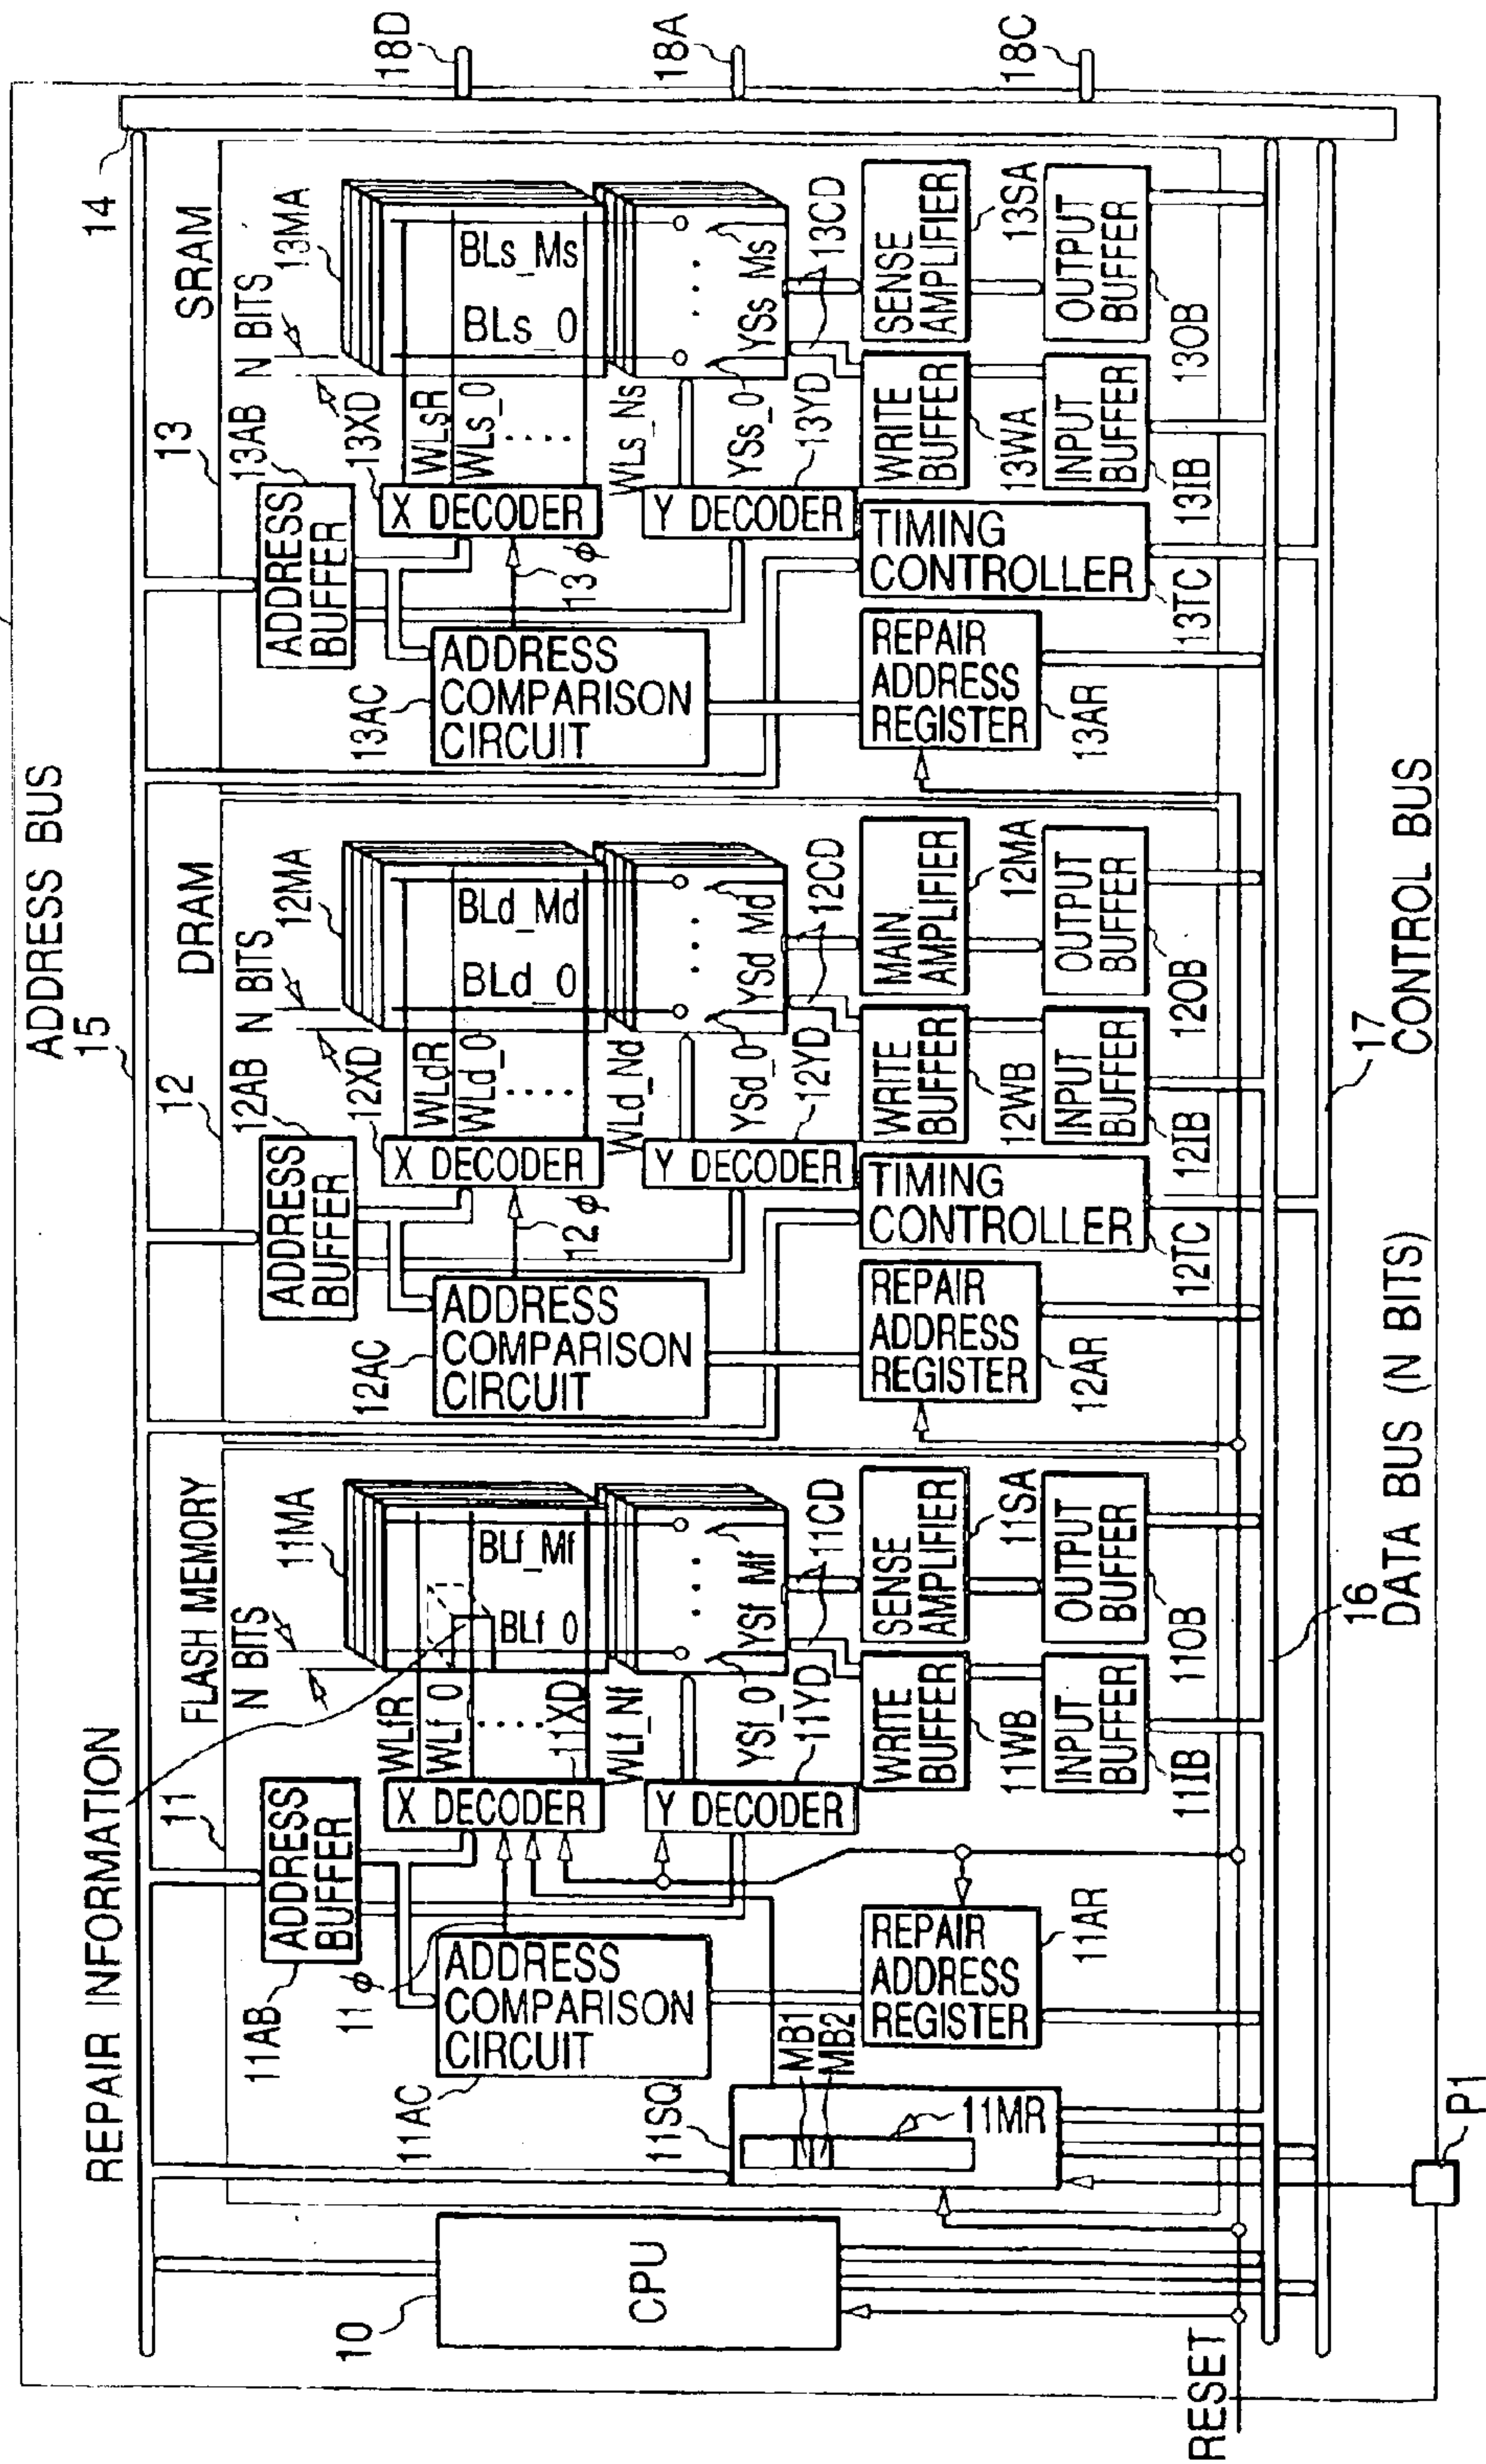 ADDRESS BUS
15
REPAIR INFORMATION
14
FLASH MEMORY
11
N BITS
11MA
ADDRESS
BUFFER
11AB
WLfR
WLf_0
....
11XD
WLf_Nf
BLf_Mf
BLf_0
X DECODER
11 φ
ADDRESS
COMPARISON
CIRCUIT
11AC
Y DECODER
11YD
YSf_0
YSf_Mf
...
11CD
11SQ
MB1
MB2
11MR
REPAIR
ADDRESS
REGISTER
11AR
WRITE
BUFFER
11WB
SENSE
AMPLIFIER
11SA
INPUT
BUFFER
11IB
OUTPUT
BUFFER
11OB
DRAM
12
N BITS
12MA
ADDRESS
BUFFER
12AB
12XD
WLdR
WLd_0
....
WLd_Nd
BLd_Md
BLd_0
X DECODER
12 φ
ADDRESS
COMPARISON
CIRCUIT
12AC
Y DECODER
12YD
YSd_0
YSd_Md
...
12CD
REPAIR
ADDRESS
REGISTER
12AR
TIMING
CONTROLLER
12TC
WRITE
BUFFER
12WB
MAIN
AMPLIFIER
12MA
INPUT
BUFFER
12IB
OUTPUT
BUFFER
12OB
SRAM
13
N BITS
13MA
ADDRESS
BUFFER
13AB
13XD
WLsR
WLs_0
....
WLs_Ns
BLs_Ms
BLs_0
X DECODER
13 φ
ADDRESS
COMPARISON
CIRCUIT
13AC
Y DECODER
13YD
YSs_0
YSs_Ms
...
13CD
REPAIR
ADDRESS
REGISTER
13AR
TIMING
CONTROLLER
13TC
WRITE
BUFFER
13WA
SENSE
AMPLIFIER
13SA
INPUT
BUFFER
13IB
OUTPUT
BUFFER
13OB
18D
18A
18C
10
CPU
RESET
P1
16
DATA BUS (N BITS)
17
CONTROL BUS